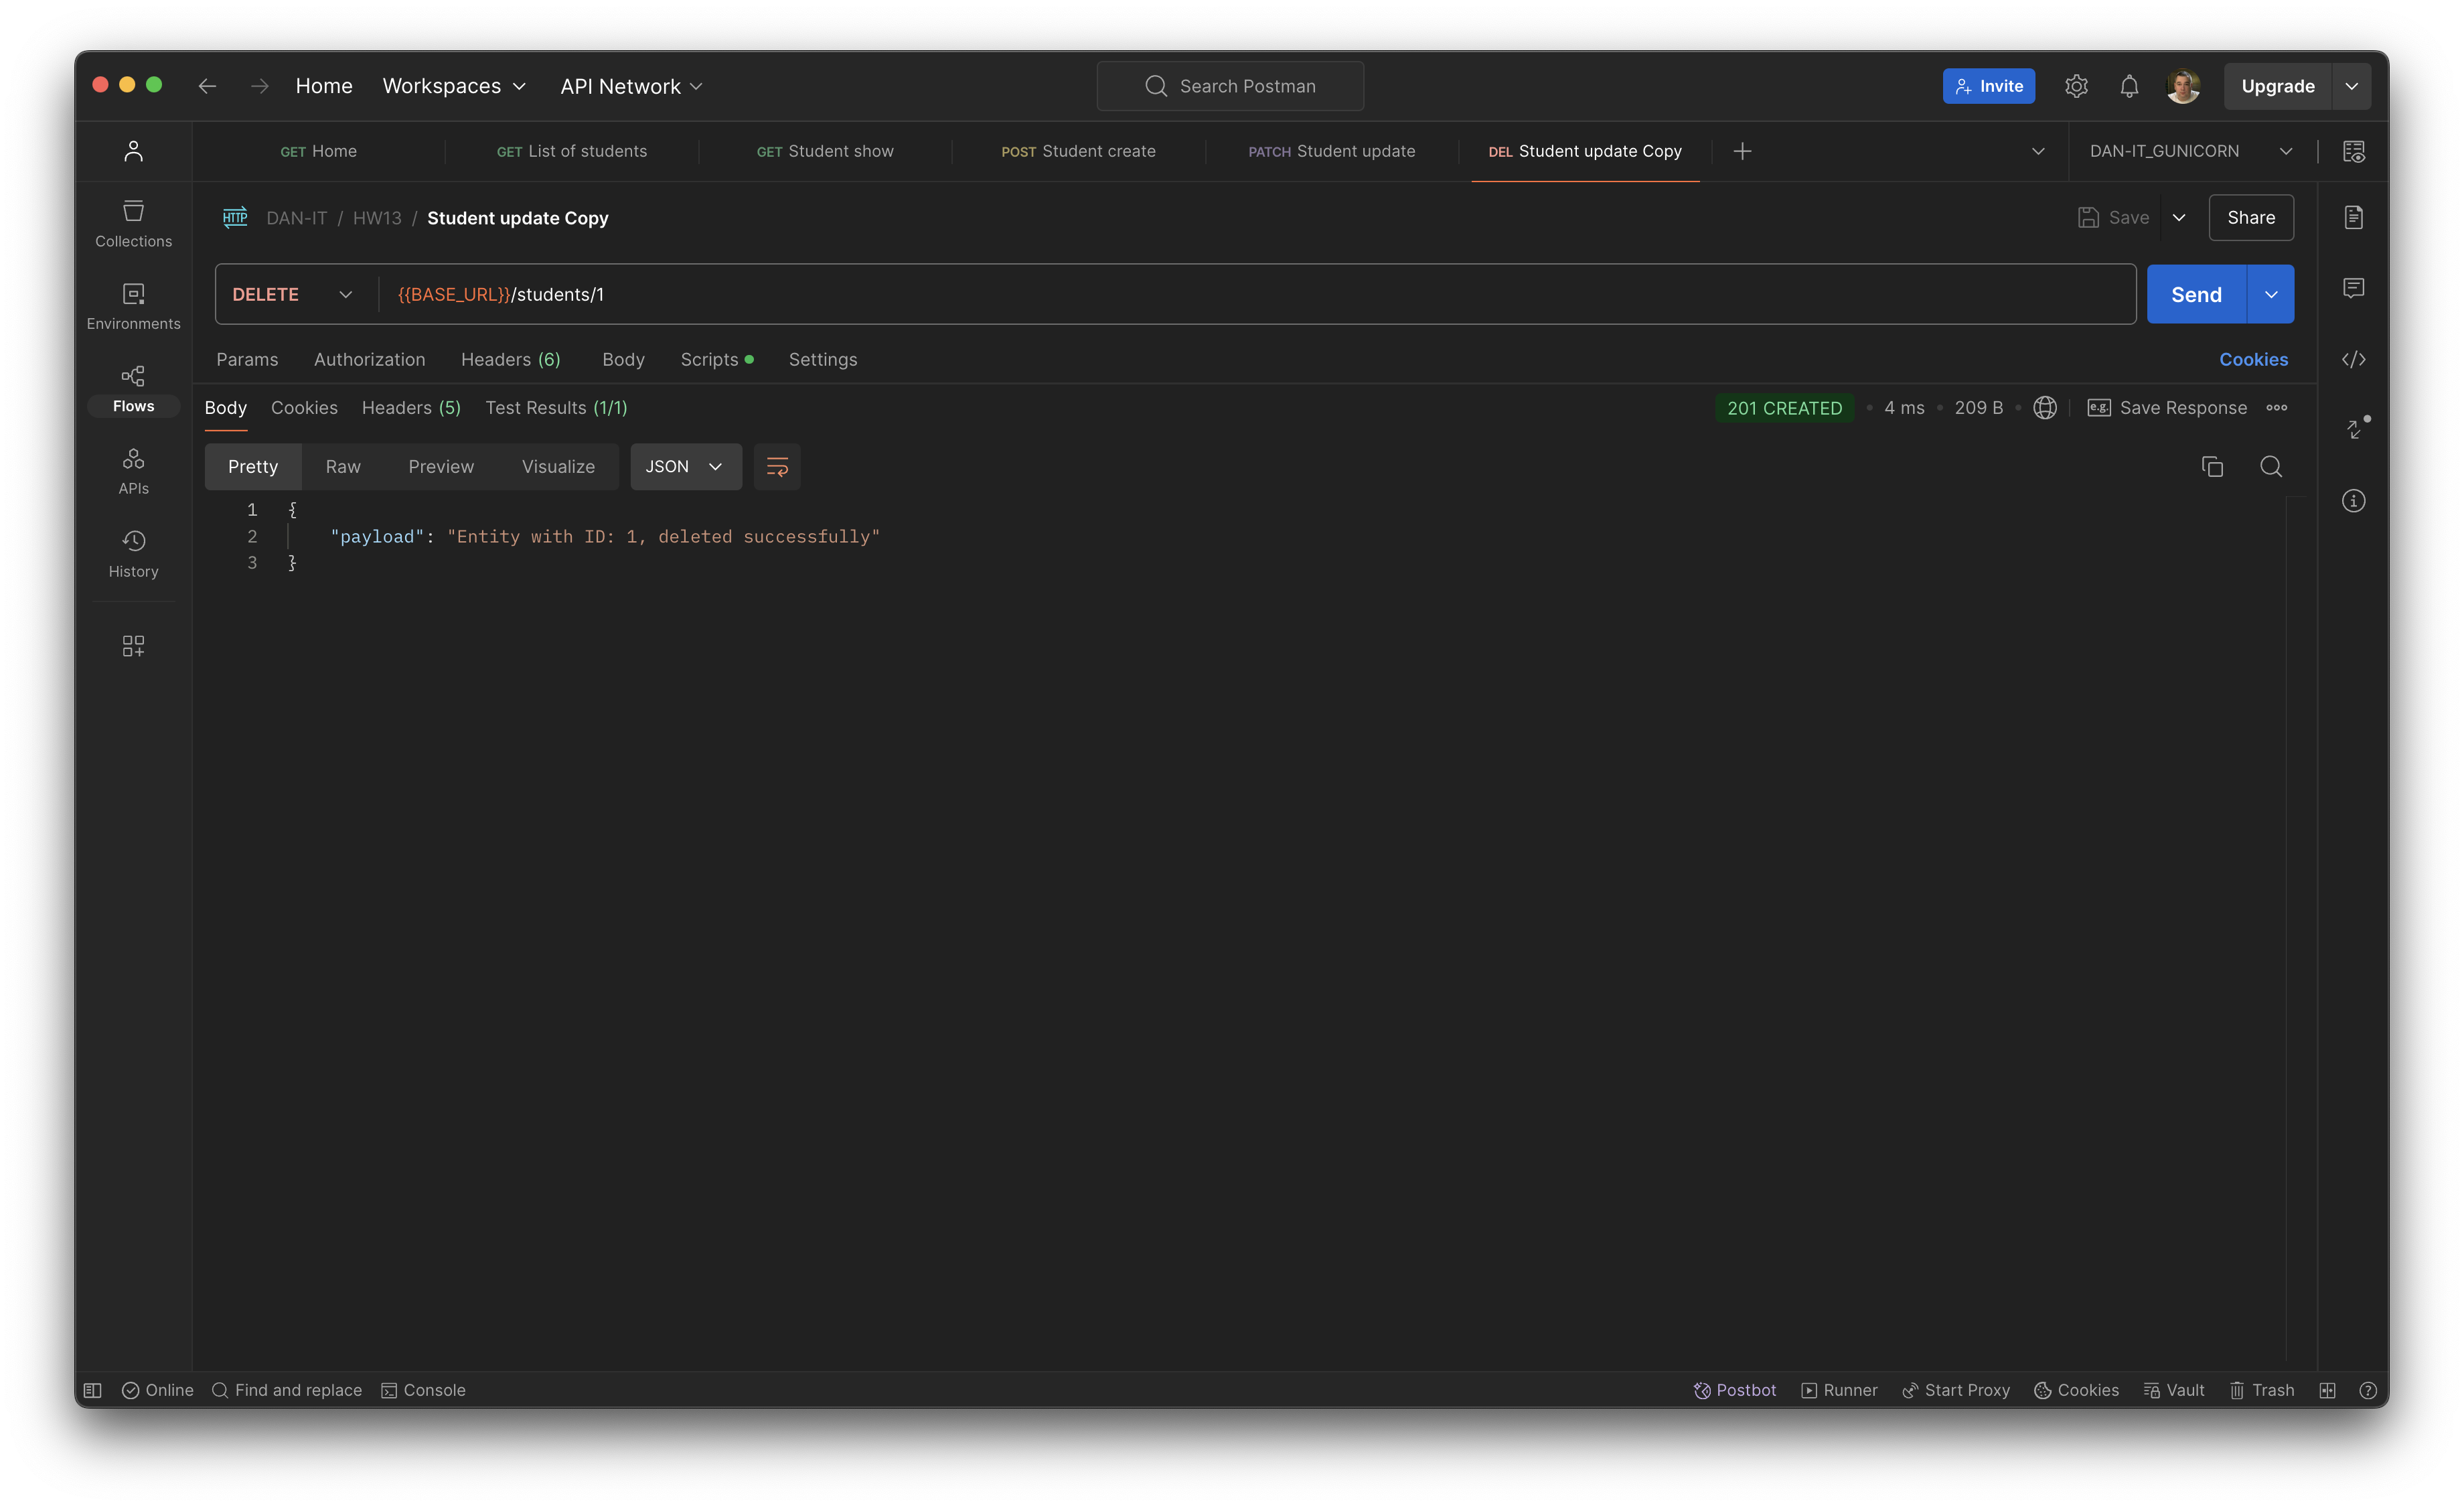 Home Workspaces API Network Search Postman Invite Upgrade
GET Home GET List of students GET Student show POST Student create PATCH Student update DEL Student update Copy DAN-IT_GUNICORN
HTTP DAN-IT / HW13 / Student update Copy Save Share
DELETE {{BASE_URL}}/students/1 Send
Params Authorization Headers (6) Body Scripts Settings Cookies
Body Cookies Headers (5) Test Results (1/1) 201 CREATED 4 ms 209 B e.g. Save Response
Pretty Raw Preview Visualize JSON
1 {
2 "payload": "Entity with ID: 1, deleted successfully"
3 }
Collections
Environments
Flows
APIs
History
Online Find and replace Console Postbot Runner Start Proxy Cookies Vault Trash